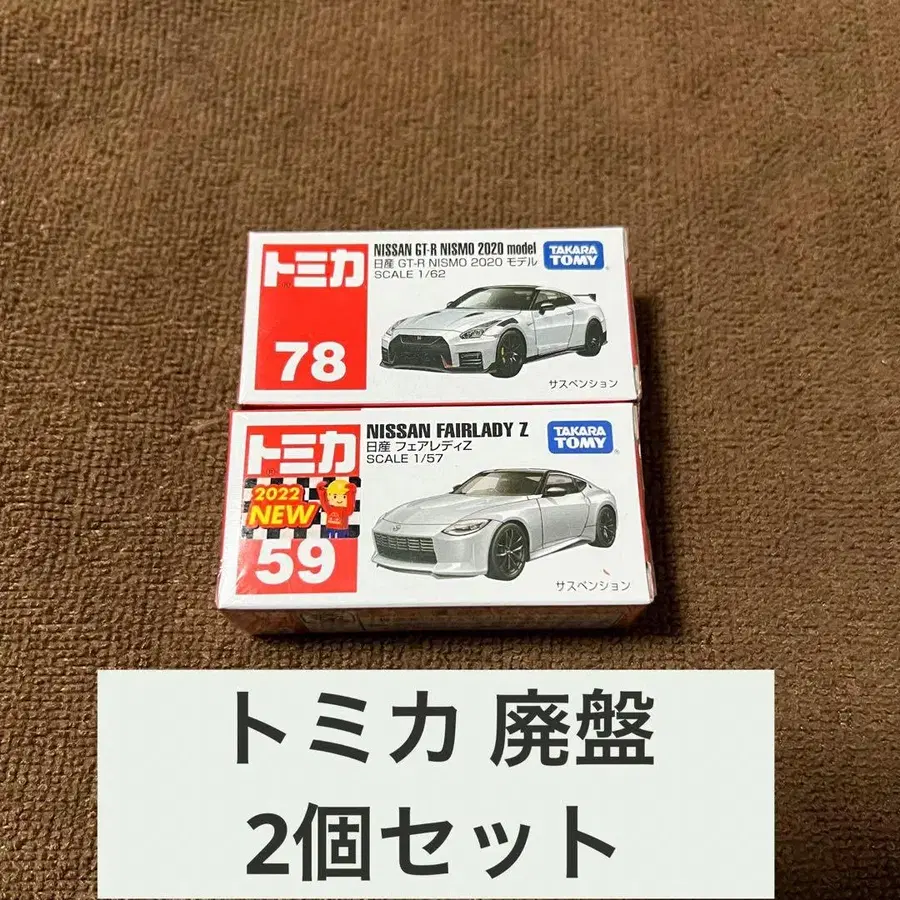 トミカ
78
NISSAN GT-R NISMO 2020 model
日産 GT-R NISMO 2020 モデル
SCALE 1/62
TAKARA
TOMY
サスペンション
トミカ
2022
NEW
59
NISSAN FAIRLADY Z
日産 フェアレディZ
SCALE 1/57
TAKARA
TOMY
サスペンション
トミカ 廃盤
2個セット